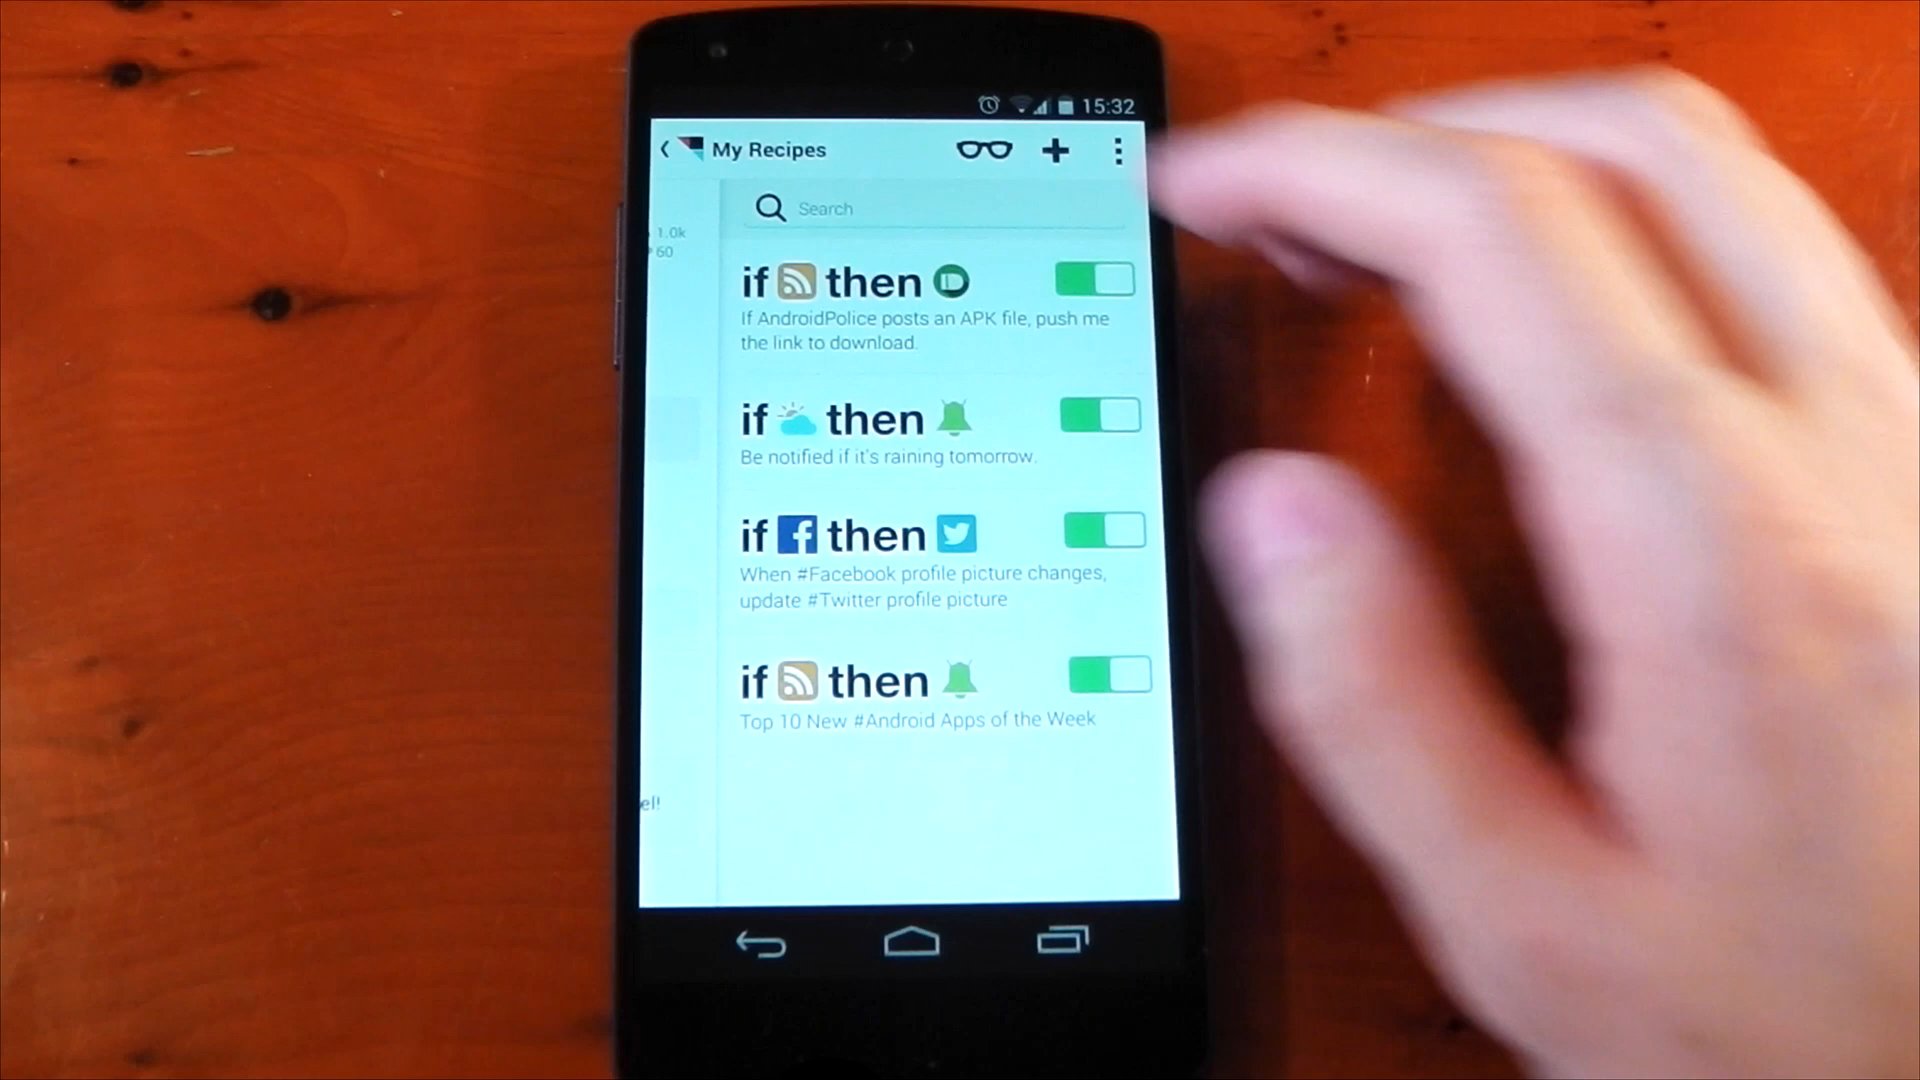 15:32
My Recipes
Search
1.0k
60
if then
If AndroidPolice posts an APK file, push me
the link to download.
if then
Be notified if it's raining tomorrow.
if then
When #Facebook profile picture changes,
update #Twitter profile picture
if then
Top 10 New #Android Apps of the Week
el!